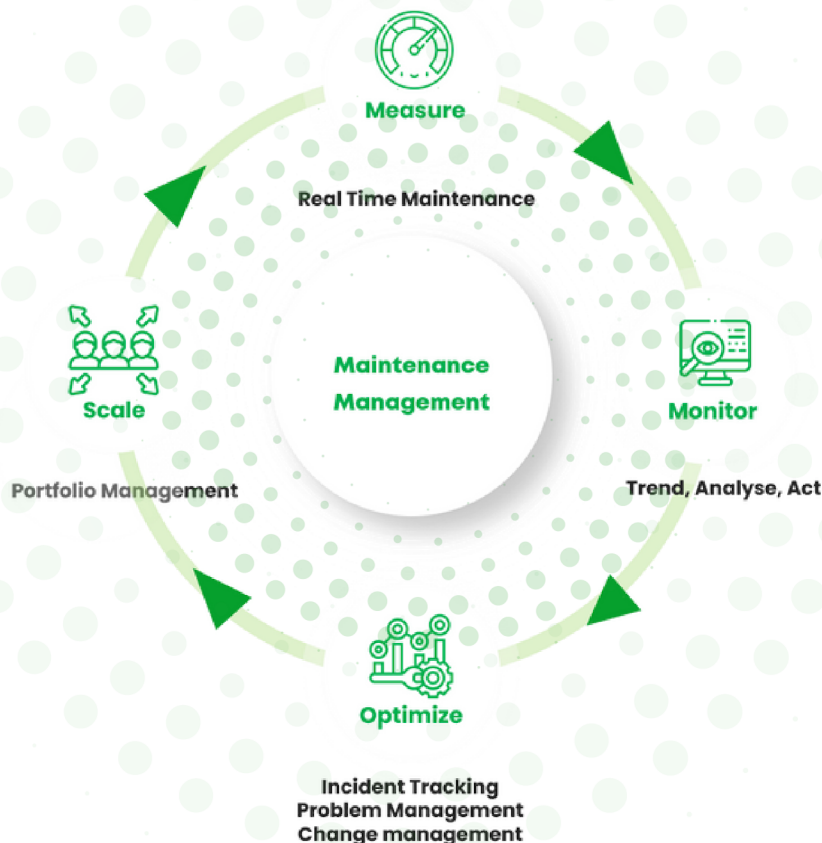 Measure
Real Time Maintenance
Maintenance
Management
Scale
Monitor
Portfolio Management
Trend, Analyse, Act
Optimize
Incident Tracking
Problem Management
Change management